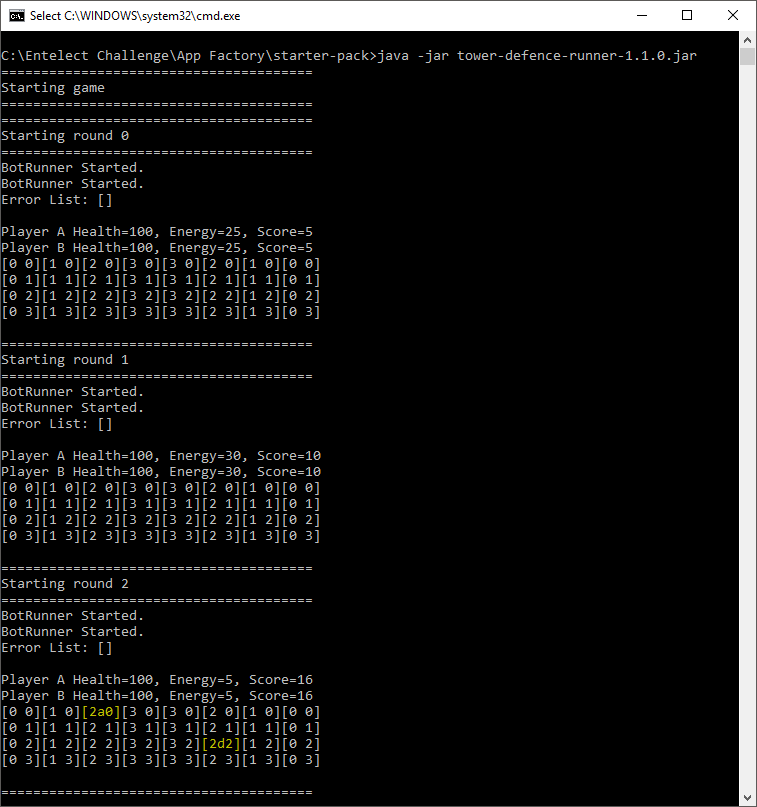 Select C:\WINDOWS\system32\cmd.exe
C:\Entelect Challenge\App Factory\starter-pack>java -jar tower-defence-runner-1.1.0.jar
=======================================
Starting game
=======================================
=======================================
Starting round 0
=======================================
BotRunner Started.
BotRunner Started.
Error List: []
Player A Health=100, Energy=25, Score=5
Player B Health=100, Energy=25, Score=5
[0 0][1 0][2 0][3 0][3 0][2 0][1 0][0 0]
[0 1][1 1][2 1][3 1][3 1][2 1][1 1][0 1]
[0 2][1 2][2 2][3 2][3 2][2 2][1 2][0 2]
[0 3][1 3][2 3][3 3][3 3][2 3][1 3][0 3]
=======================================
Starting round 1
=======================================
BotRunner Started.
BotRunner Started.
Error List: []
Player A Health=100, Energy=30, Score=10
Player B Health=100, Energy=30, Score=10
[0 0][1 0][2 0][3 0][3 0][2 0][1 0][0 0]
[0 1][1 1][2 1][3 1][3 1][2 1][1 1][0 1]
[0 2][1 2][2 2][3 2][3 2][2 2][1 2][0 2]
[0 3][1 3][2 3][3 3][3 3][2 3][1 3][0 3]
=======================================
Starting round 2
=======================================
BotRunner Started.
BotRunner Started.
Error List: []
Player A Health=100, Energy=5, Score=16
Player B Health=100, Energy=5, Score=16
[0 0][1 0][2a0][3 0][3 0][2 0][1 0][0 0]
[0 1][1 1][2 1][3 1][3 1][2 1][1 1][0 1]
[0 2][1 2][2 2][3 2][3 2][2d2][1 2][0 2]
[0 3][1 3][2 3][3 3][3 3][2 3][1 3][0 3]
=======================================